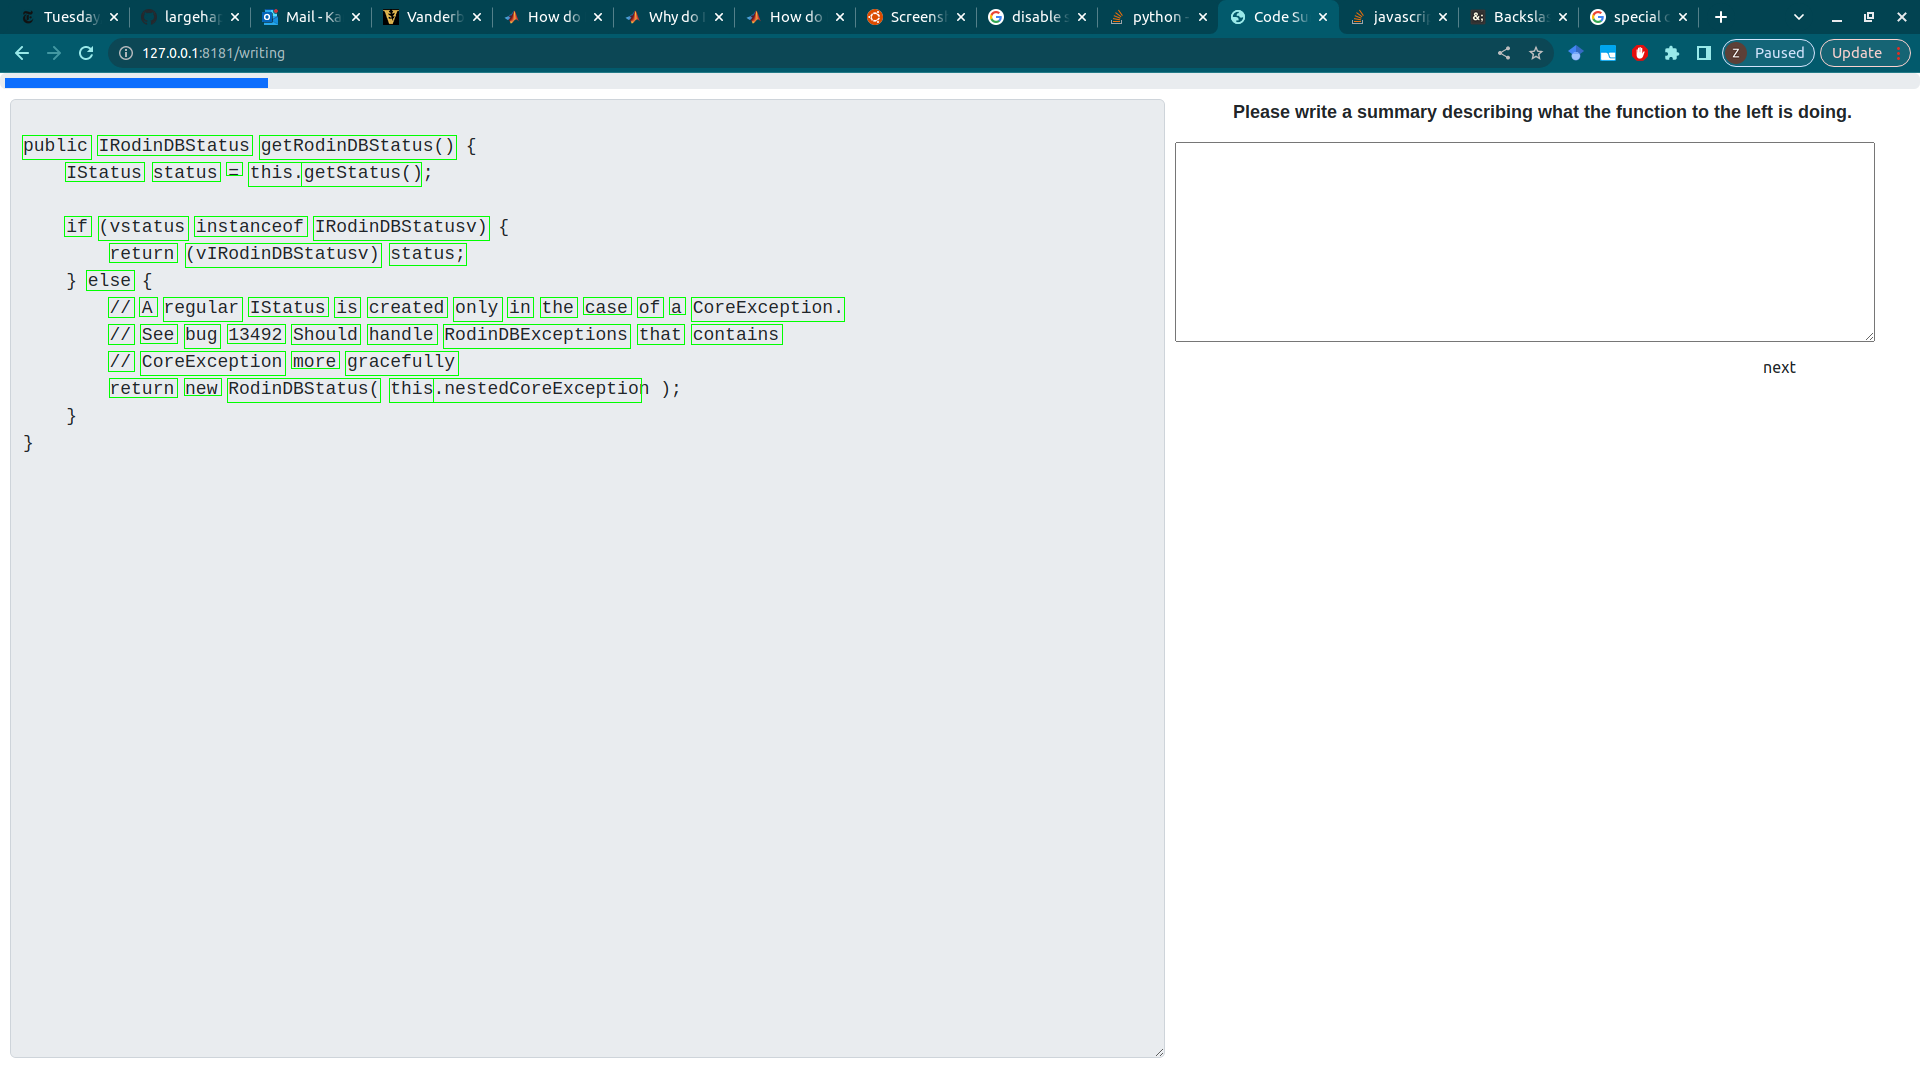 Tuesday largehap Mail - Ka Vanderb How do Why do How do Screens disable s python - Code Su javascrip Backslas special c
127.0.0.1:8181/writing Z Paused Update
Please write a summary describing what the function to the left is doing.
public IRodinDBStatus getRodinDBStatus() {
IStatus status = this.getStatus();
if (vstatus instanceof IRodinDBStatusv) {
return (vIRodinDBStatusv) status;
} else {
// A regular IStatus is created only in the case of a CoreException.
// See bug 13492 Should handle RodinDBExceptions that contains
// CoreException more gracefully
return new RodinDBStatus( this.nestedCoreException );
}
}
next